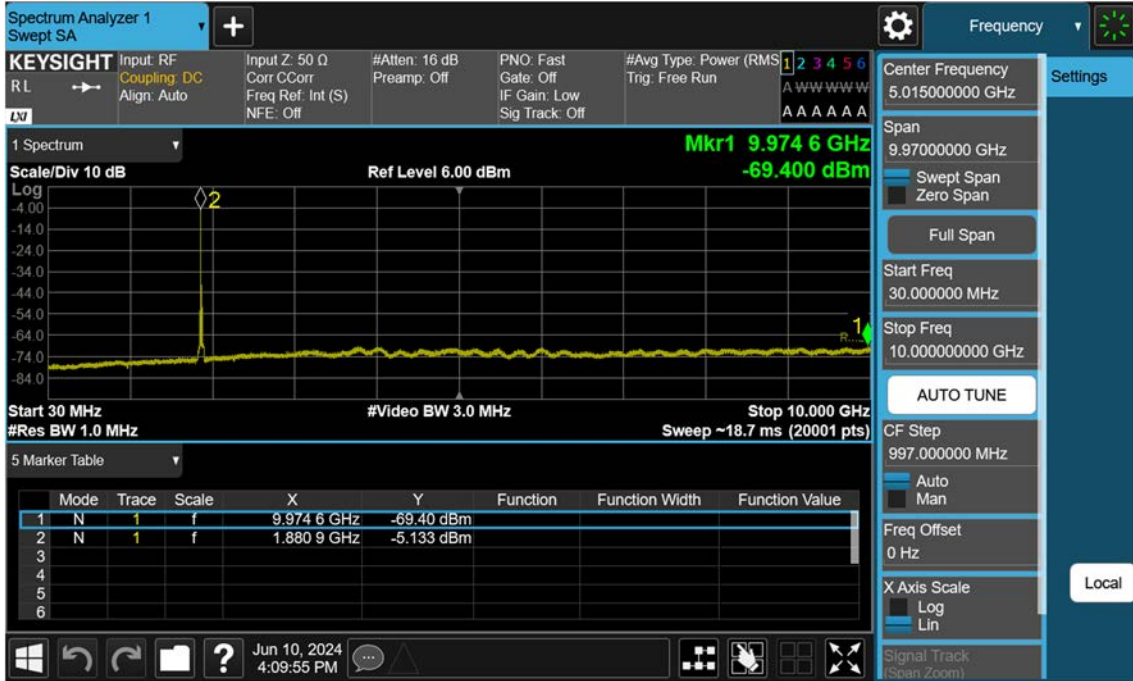 Spectrum Analyzer 1
Swept SA
Frequency
KEYSIGHT
R L
LXI
Input: RF
Coupling: DC
Align: Auto
Input Z: 50 Ω
Corr CCorr
Freq Ref: Int (S)
NFE: Off
#Atten: 16 dB
Preamp: Off
PNO: Fast
Gate: Off
IF Gain: Low
Sig Track: Off
#Avg Type: Power (RMS
Trig: Free Run
1 2 3 4 5 6
A W W W W W
A A A A A A
1 Spectrum
Mkr1 9.974 6 GHz
-69.400 dBm
Scale/Div 10 dB
Ref Level 6.00 dBm
Log
-4.00
-14.0
-24.0
-34.0
-44.0
-54.0
-64.0
-74.0
-84.0
2
1
R...
Start 30 MHz
#Video BW 3.0 MHz
Stop 10.000 GHz
#Res BW 1.0 MHz
Sweep ~18.7 ms (20001 pts)
5 Marker Table
Mode Trace Scale X Y Function Function Width Function Value
1 N 1 f 9.974 6 GHz -69.40 dBm
2 N 1 f 1.880 9 GHz -5.133 dBm
3
4
5
6
Jun 10, 2024
4:09:55 PM
Center Frequency
5.015000000 GHz
Settings
Span
9.97000000 GHz
Swept Span
Zero Span
Full Span
Start Freq
30.000000 MHz
Stop Freq
10.000000000 GHz
AUTO TUNE
CF Step
997.000000 MHz
Auto
Man
Freq Offset
0 Hz
X Axis Scale
Log
Lin
Local
Signal Track
(Span Zoom)